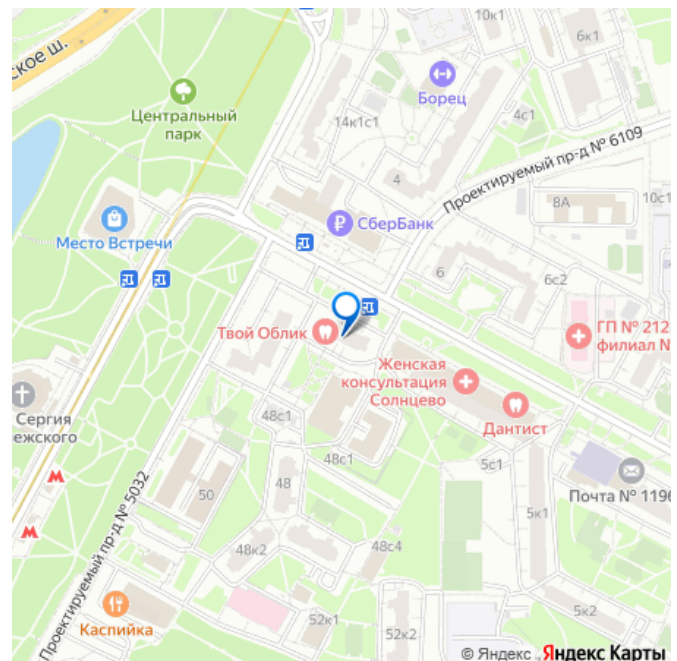 ское ш.
10к1
6к1
Борец
4с1
Центральный
парк
14к1с1
Проектируемый пр-д № 6109
4
8А
10с1
СберБанк
Место Встречи
6
6с2
Твой Облик
ГП № 212
филиал N
Женская
консультация
Солнцево
Сергия
нежского
48с1
Дантист
48с1
5с1
Почта № 1196
50
48
5к1
Проектируемый пр-д № 5032
48к2
48с4
Каспийка
52к1
52к2
5к2
© Яндекс Яндекс Карты